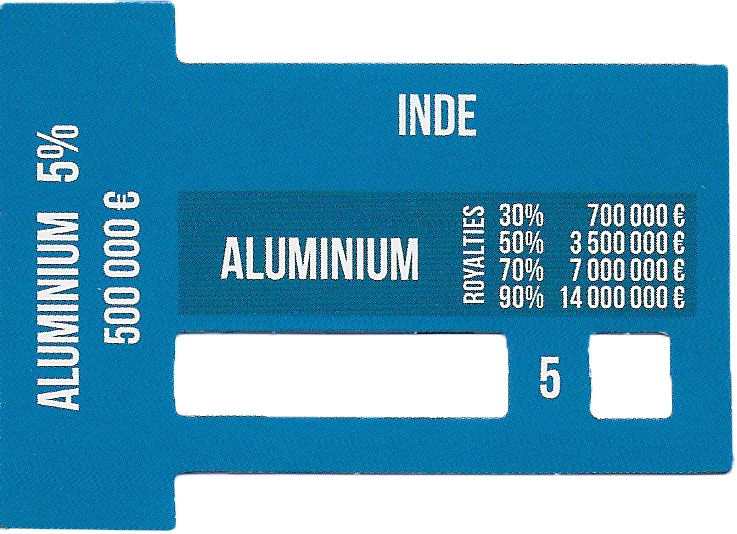 ALUMINIUM 5%
500 000 €
INDE
ALUMINIUM
ROYALTIES
30% 700 000 €
50% 3 500 000 €
70% 7 000 000 €
90% 14 000 000 €
5